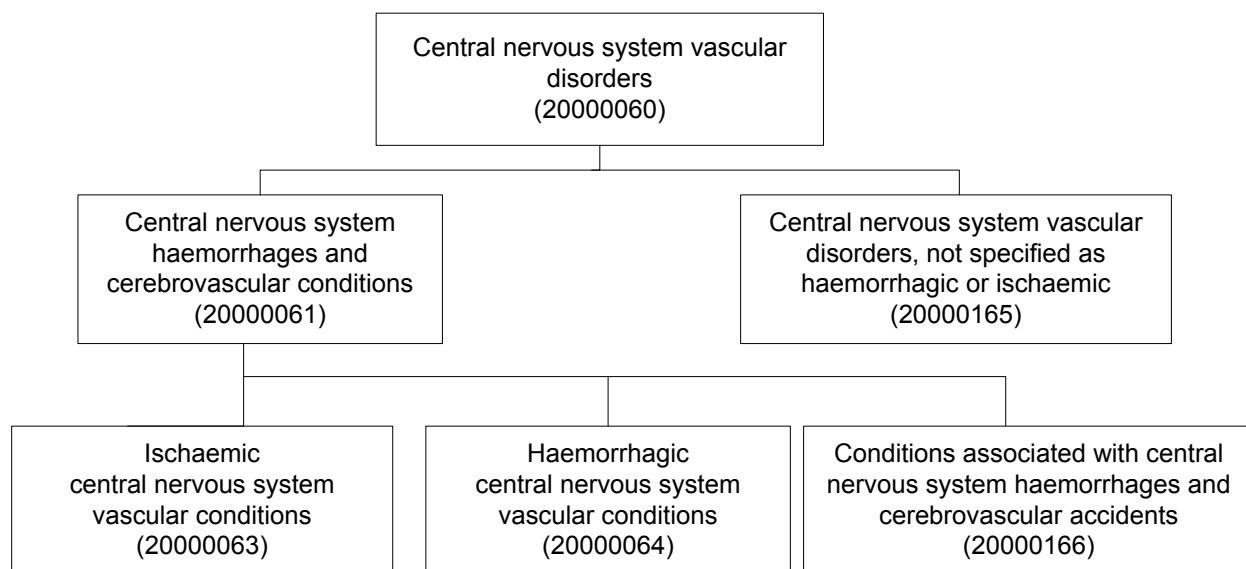 Central nervous system vascular
disorders
(20000060)
Central nervous system
haemorrhages and
cerebrovascular conditions
(20000061)
Central nervous system vascular
disorders, not specified as
haemorrhagic or ischaemic
(20000165)
Ischaemic
central nervous system
vascular conditions
(20000063)
Haemorrhagic
central nervous system
vascular conditions
(20000064)
Conditions associated with central
nervous system haemorrhages and
cerebrovascular accidents
(20000166)